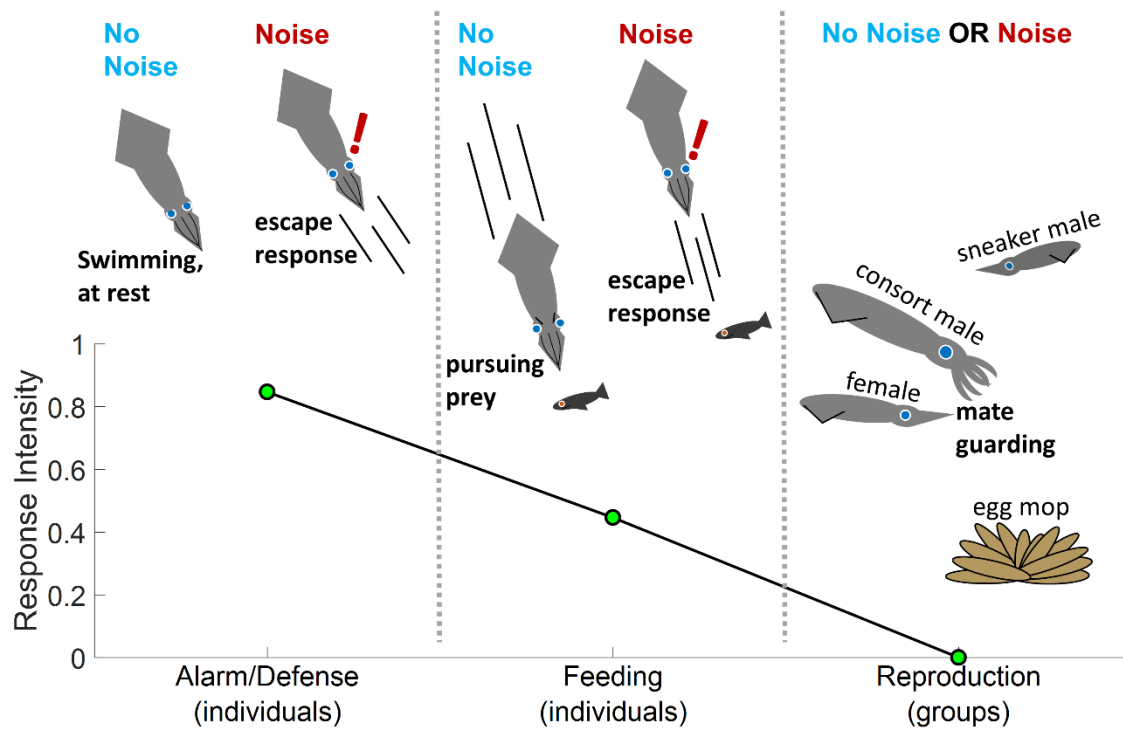 No
Noise
Noise
No
Noise
Noise
No Noise OR Noise
!
!
Swimming,
at rest
escape
response
pursuing
prey
escape
response
sneaker male
consort male
female
mate
guarding
egg mop
Response Intensity
1
0.8
0.6
0.4
0.2
0
Alarm/Defense
(individuals)
Feeding
(individuals)
Reproduction
(groups)